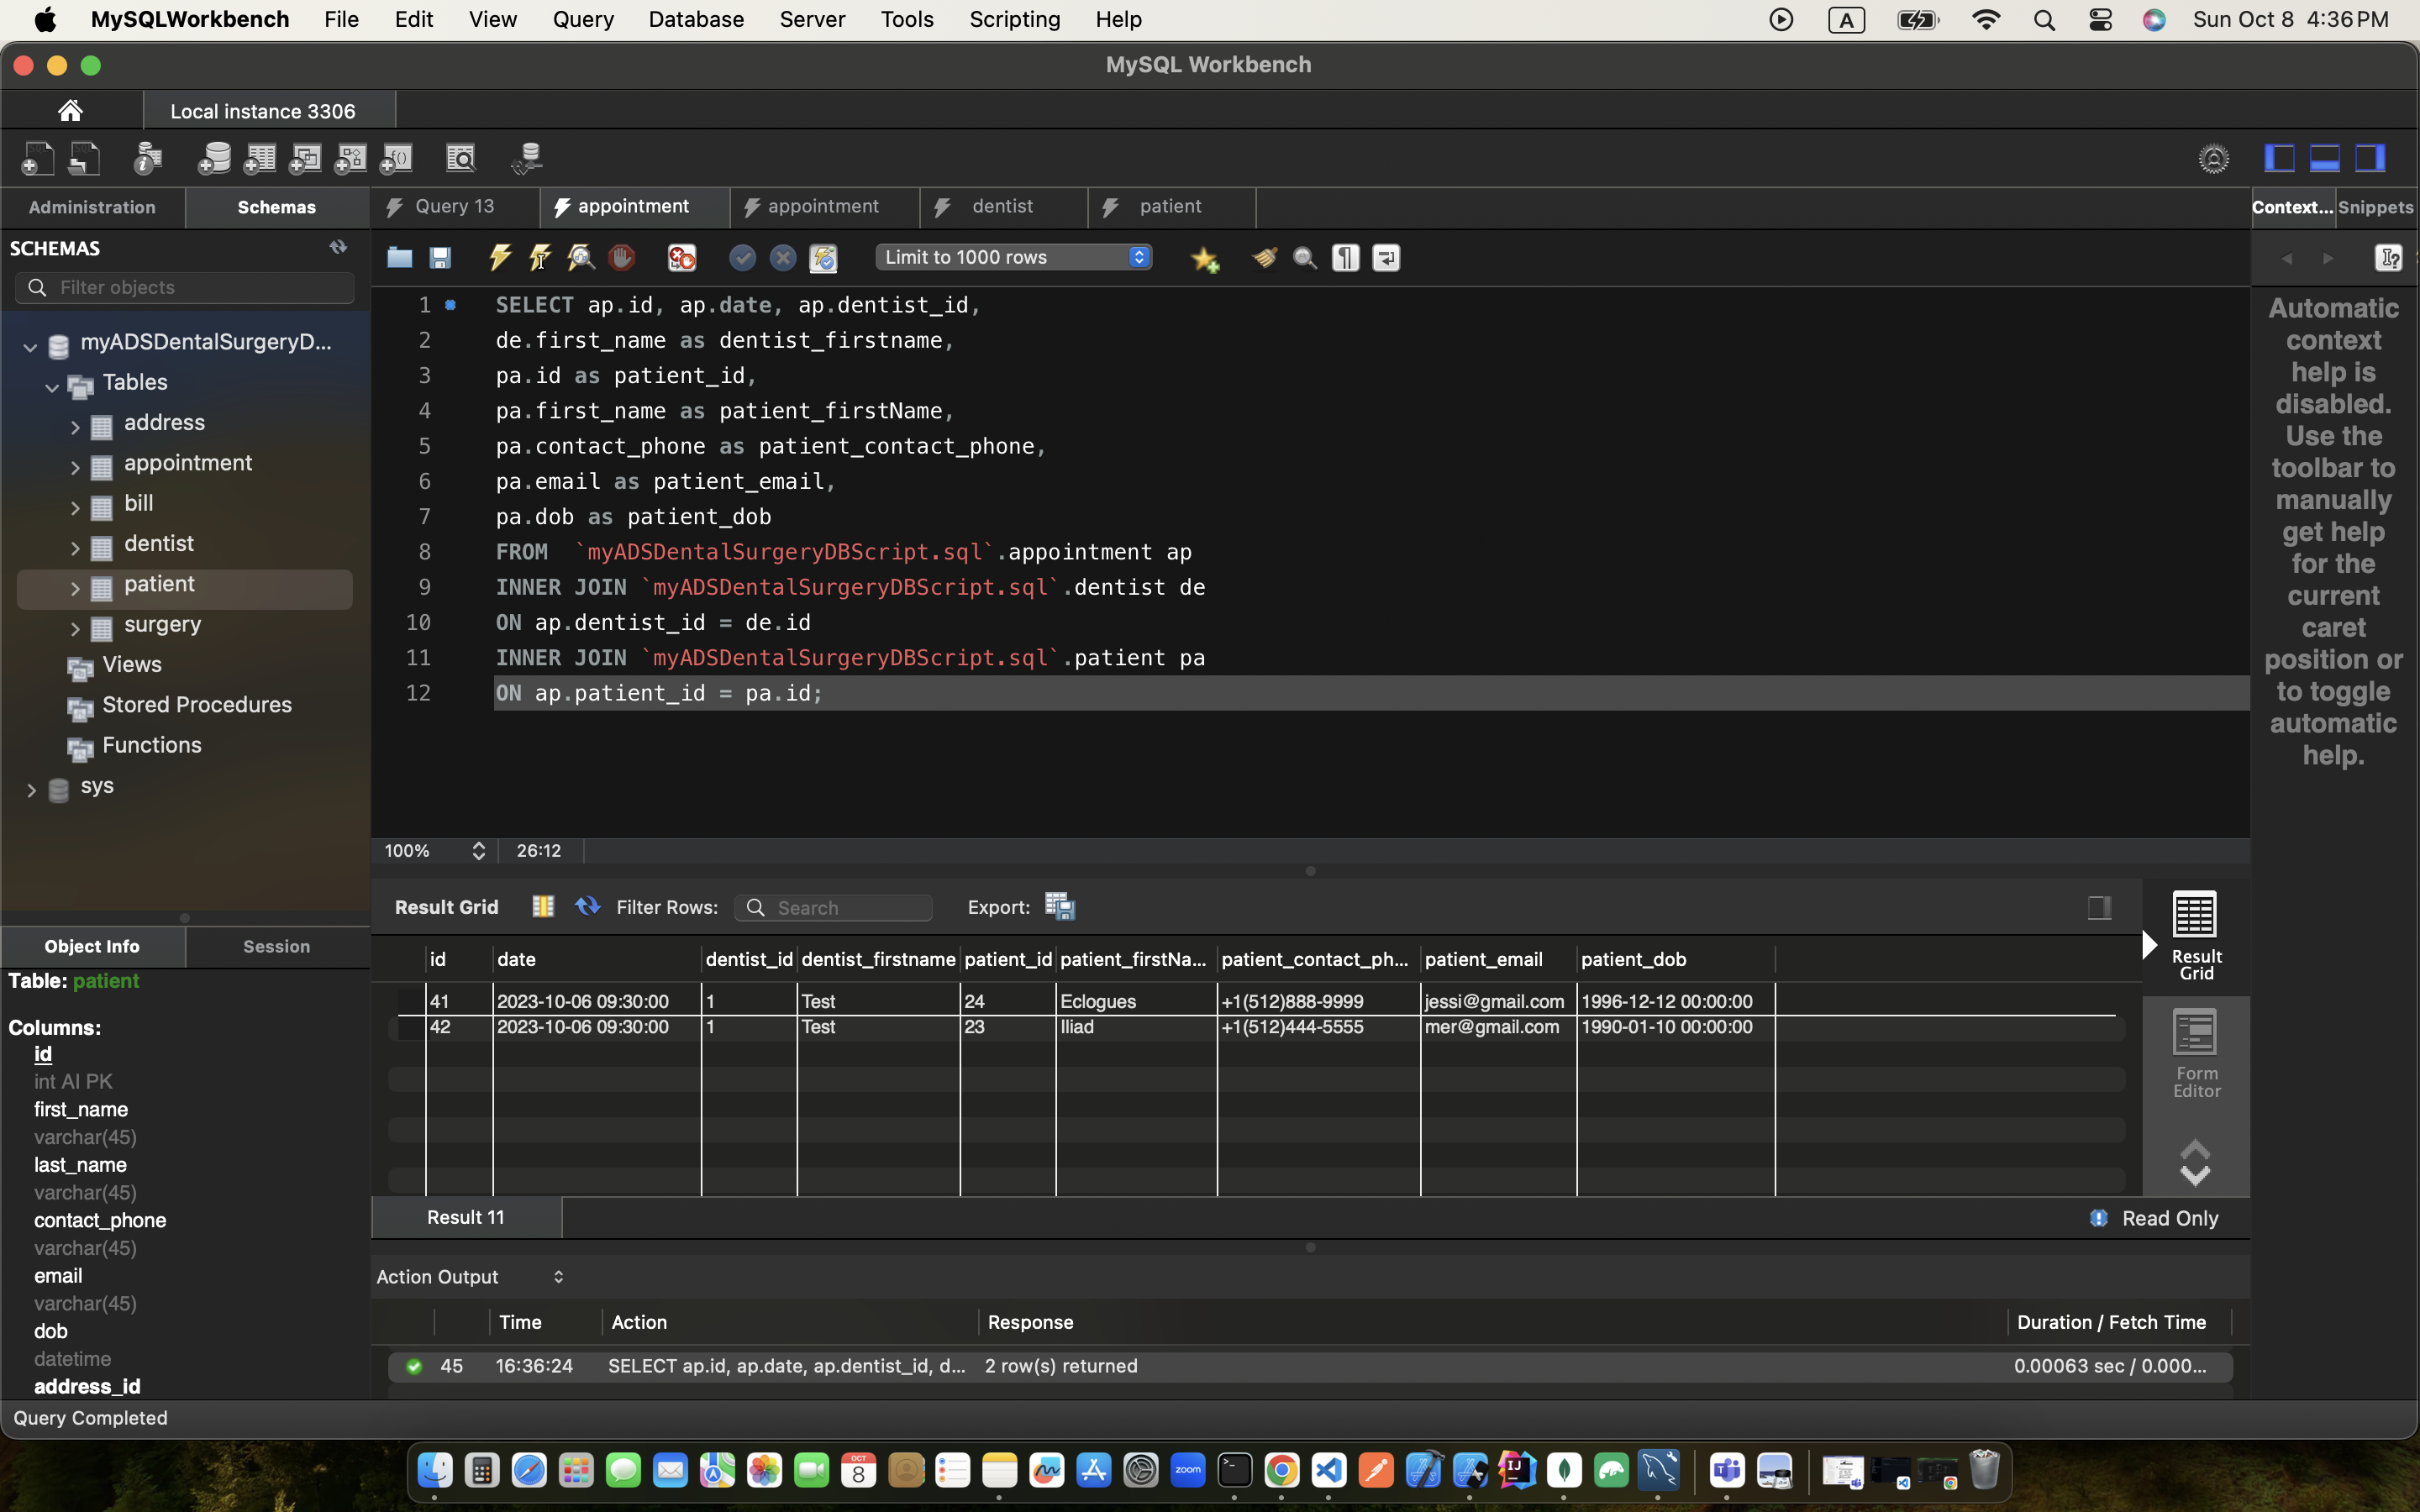 MySQLWorkbench File Edit View Query Database Server Tools Scripting Help A Sun Oct 8 4:36 PM
MySQL Workbench
Local instance 3306
Administration Schemas Query 13 appointment appointment dentist patient Context... Snippets
SCHEMAS
Filter objects
Limit to 1000 rows
myADSDentalSurgeryD...
Tables
address
appointment
bill
dentist
patient
surgery
Views
Stored Procedures
Functions
sys
1 SELECT ap.id, ap.date, ap.dentist_id,
2 de.first_name as dentist_firstname,
3 pa.id as patient_id,
4 pa.first_name as patient_firstName,
5 pa.contact_phone as patient_contact_phone,
6 pa.email as patient_email,
7 pa.dob as patient_dob
8 FROM `myADSDentalSurgeryDBScript.sql`.appointment ap
9 INNER JOIN `myADSDentalSurgeryDBScript.sql`.dentist de
10 ON ap.dentist_id = de.id
11 INNER JOIN `myADSDentalSurgeryDBScript.sql`.patient pa
12 ON ap.patient_id = pa.id;
Automatic
context
help is
disabled.
Use the
toolbar to
manually
get help
for the
current
caret
position or
to toggle
automatic
help.
100% 26:12
Result Grid Filter Rows: Search Export:
id date dentist_id dentist_firstname patient_id patient_firstNa... patient_contact_ph... patient_email patient_dob
41 2023-10-06 09:30:00 1 Test 24 Eclogues +1(512)888-9999 jessi@gmail.com 1996-12-12 00:00:00
42 2023-10-06 09:30:00 1 Test 23 Iliad +1(512)444-5555 mer@gmail.com 1990-01-10 00:00:00
Result
Grid
Form
Editor
Result 11 Read Only
Object Info Session
Table: patient
Columns:
id
int AI PK
first_name
varchar(45)
last_name
varchar(45)
contact_phone
varchar(45)
email
varchar(45)
dob
datetime
address_id
Action Output
Time Action Response Duration / Fetch Time
45 16:36:24 SELECT ap.id, ap.date, ap.dentist_id, d... 2 row(s) returned 0.00063 sec / 0.000...
Query Completed
OCT
8
zoom